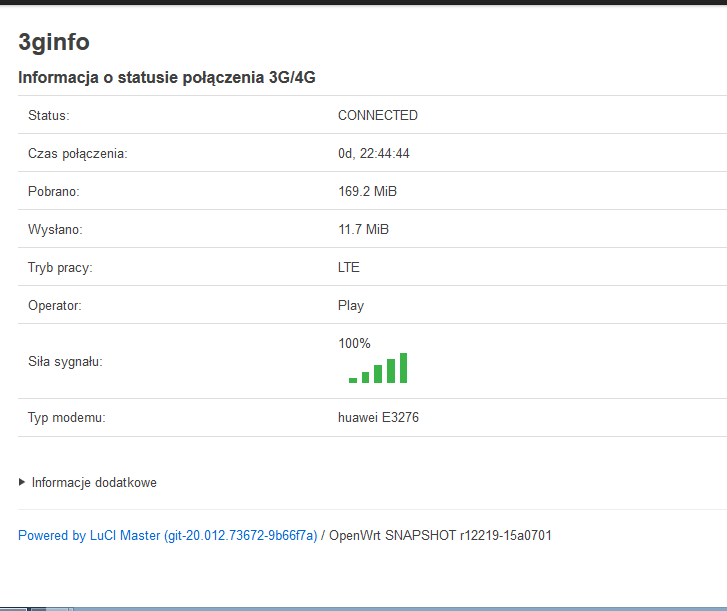 3ginfo
Informacja o statusie połączenia 3G/4G
Status: CONNECTED
Czas połączenia: 0d, 22:44:44
Pobrano: 169.2 MiB
Wysłano: 11.7 MiB
Tryb pracy: LTE
Operator: Play
100%
Siła sygnału:
Typ modemu: huawei E3276
Informacje dodatkowe
Powered by LuCI Master (git-20.012.73672-9b66f7a) / OpenWrt SNAPSHOT r12219-15a0701